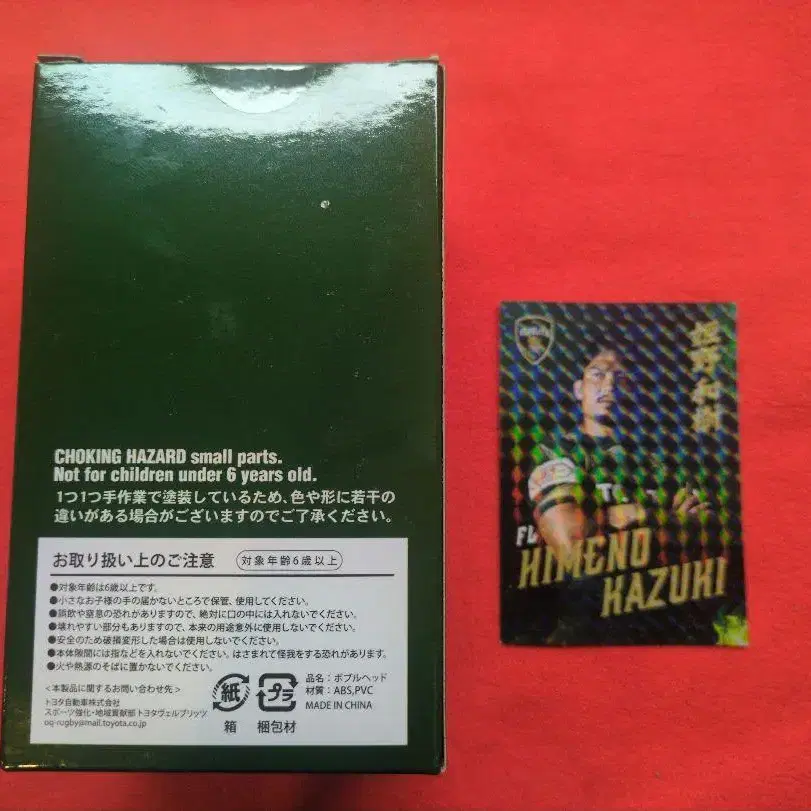 CHOKING HAZARD small parts.
Not for children under 6 years old.
1つ1つ手作業で塗装しているため、色や形に若干の
違いがある場合がございますのでご了承ください。
お取り扱い上のご注意 対象年齢6歳以上
●対象年齢は6歳以上です。
●小さなお子様の手の届かないところで保管、使用してください。
●誤飲や窒息の恐れがありますので、絶対に口の中には入れないでください。
●壊れやすい部分もありますので、本来の用途意外に使用しないでください。
●安全のため破損変形した場合は使用しないでください。
●本体隙間には指などを入れないでください。はさまれて怪我をする恐れがあります。
●火や熱源のそばに置かないでください。
<本製品に関するお問い合わせ先>
トヨタ自動車株式会社
スポーツ強化・地域貢献部 トヨタヴェルブリッツ
oq-rugby@mail.toyota.co.jp
紙
箱
プラ
梱包材
品名:ボブルヘッド
材質:ABS,PVC
MADE IN CHINA
姫野和樹
FL
HIMENO
KAZUKI